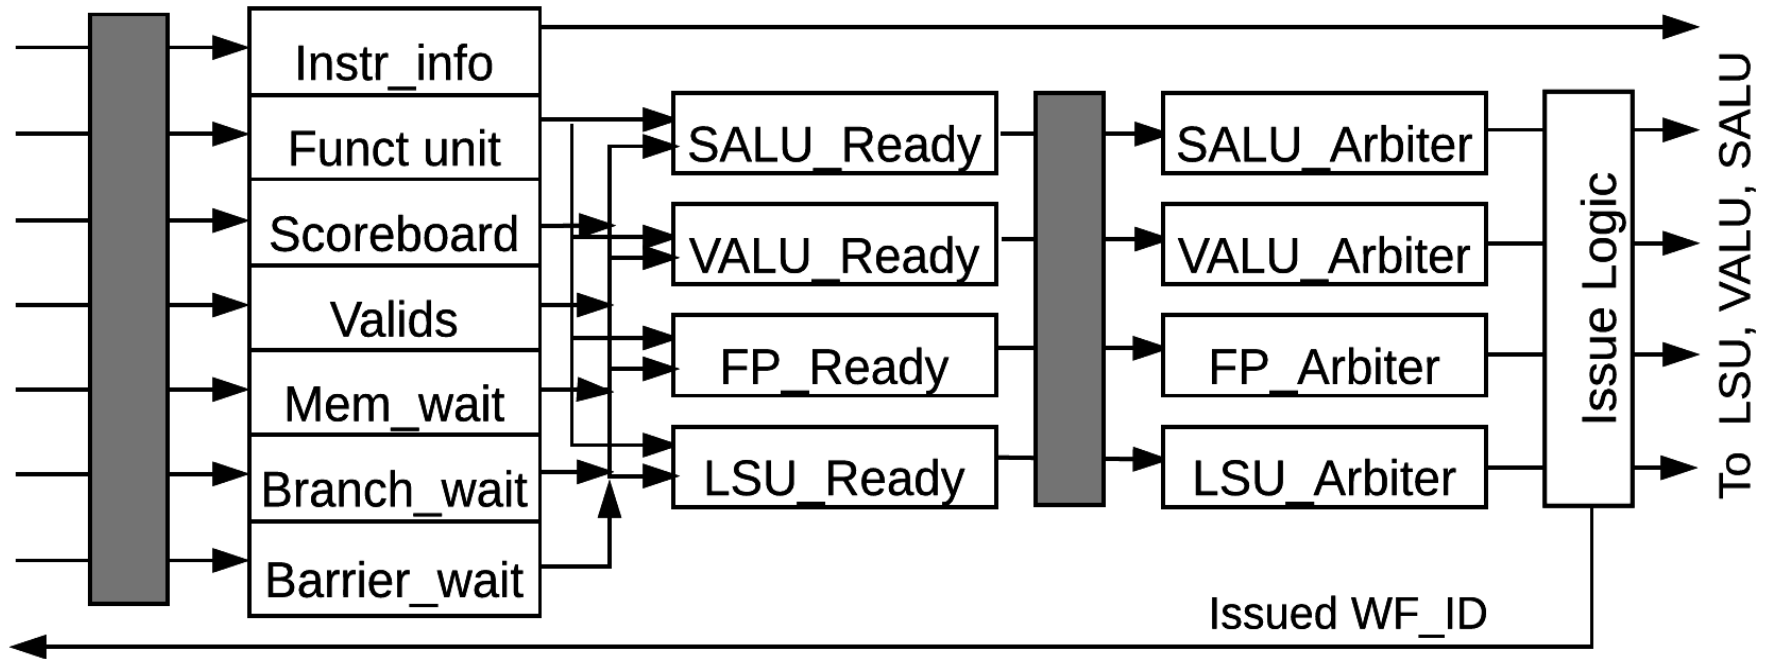 Instr_info
Funct unit
Scoreboard
Valids
Mem_wait
Branch_wait
Barrier_wait
SALU_Ready
VALU_Ready
FP_Ready
LSU_Ready
SALU_Arbiter
VALU_Arbiter
FP_Arbiter
LSU_Arbiter
Issue Logic
To LSU, VALU, SALU
Issued WF_ID